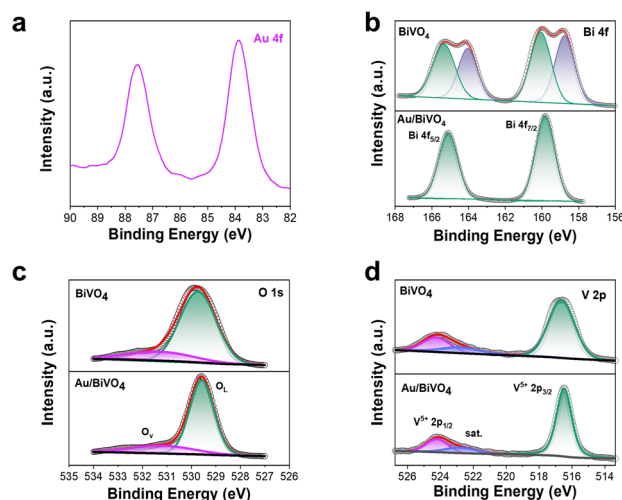 a
Au 4f
Intensity (a.u.)
90 89 88 87 86 85 84 83 82
Binding Energy (eV)
b
BiVO₄
Bi 4f
Au/BiVO₄
Bi 4f₅/₂
Bi 4f₇/₂
Intensity (a.u.)
168 166 164 162 160 158 156
Binding Energy (eV)
c
BiVO₄
O 1s
Au/BiVO₄
Oᵥ
O_L
Intensity (a.u.)
535 534 533 532 531 530 529 528 527 526
Binding Energy (eV)
d
BiVO₄
V 2p
Au/BiVO₄
V⁵⁺ 2p₁/₂
sat.
V⁵⁺ 2p₃/₂
Intensity (a.u.)
526 524 522 520 518 516 514
Binding Energy (eV)